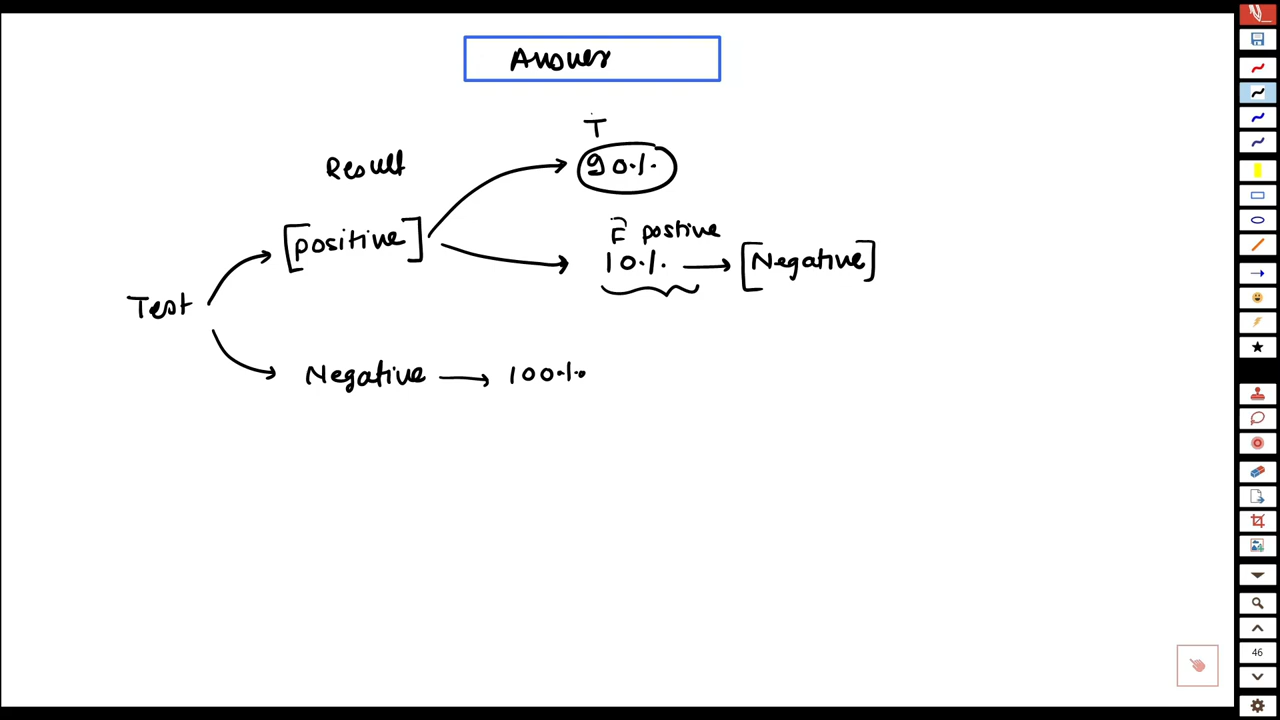 Answer
T
Result
90%
[positive]
F postive
10% → [Negative]
Test
Negative → 100%
46